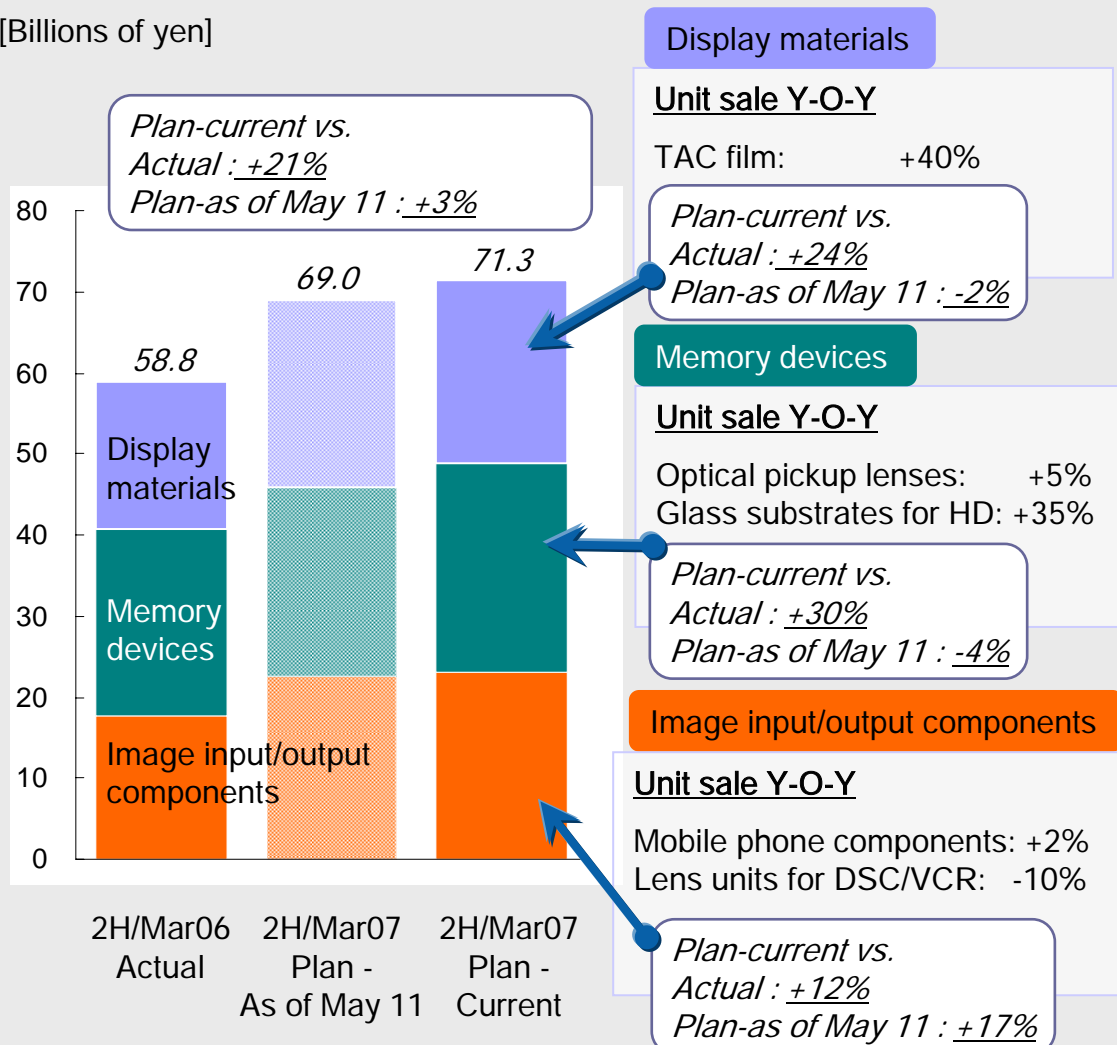 [Billions of yen]
Plan-current vs.
Actual : +21%
Plan-as of May 11 : +3%
80
70
60
50
40
30
20
10
0
58.8
69.0
71.3
Display
materials
Memory
devices
Image input/output
components
2H/Mar06
Actual
2H/Mar07
Plan -
As of May 11
2H/Mar07
Plan -
Current
Display materials
Unit sale Y-O-Y
TAC film: +40%
Plan-current vs.
Actual : +24%
Plan-as of May 11 : -2%
Memory devices
Unit sale Y-O-Y
Optical pickup lenses: +5%
Glass substrates for HD: +35%
Plan-current vs.
Actual : +30%
Plan-as of May 11 : -4%
Image input/output components
Unit sale Y-O-Y
Mobile phone components: +2%
Lens units for DSC/VCR: -10%
Plan-current vs.
Actual : +12%
Plan-as of May 11 : +17%